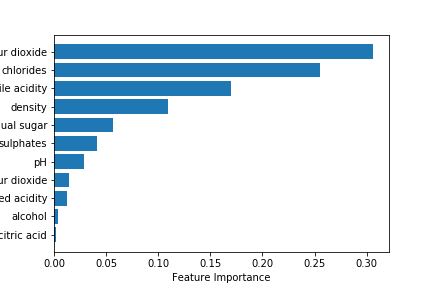 ur dioxide
chlorides
ile acidity
density
ual sugar
sulphates
pH
ur dioxide
ed acidity
alcohol
citric acid
0.00 0.05 0.10 0.15 0.20 0.25 0.30
Feature Importance